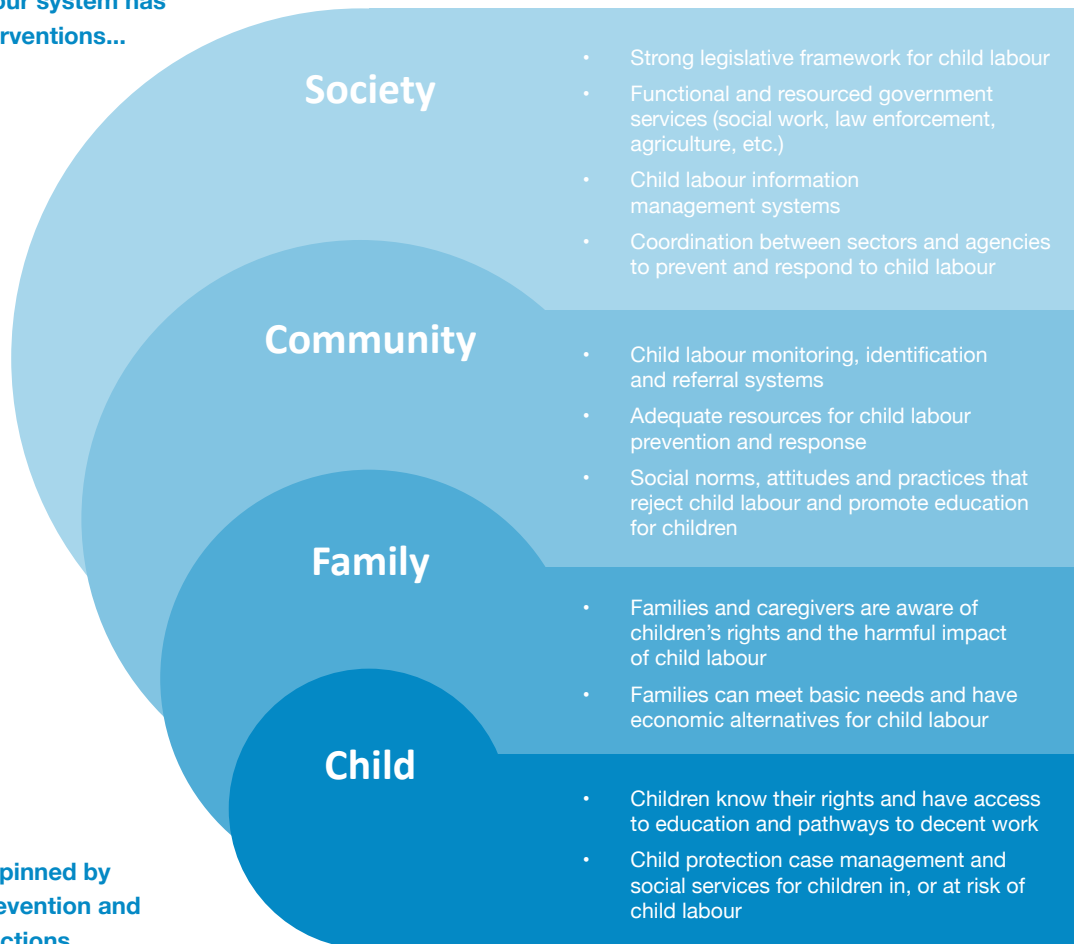 our system has
erventions...
Society
• Strong legislative framework for child labour
• Functional and resourced government
services (social work, law enforcement,
agriculture, etc.)
• Child labour information
management systems
• Coordination between sectors and agencies
to prevent and respond to child labour
Community
• Child labour monitoring, identification
and referral systems
• Adequate resources for child labour
prevention and response
• Social norms, attitudes and practices that
reject child labour and promote education
for children
Family
• Families and caregivers are aware of
children's rights and the harmful impact
of child labour
• Families can meet basic needs and have
economic alternatives for child labour
Child
• Children know their rights and have access
to education and pathways to decent work
• Child protection case management and
social services for children in, or at risk of
child labour
pinned by
evention and